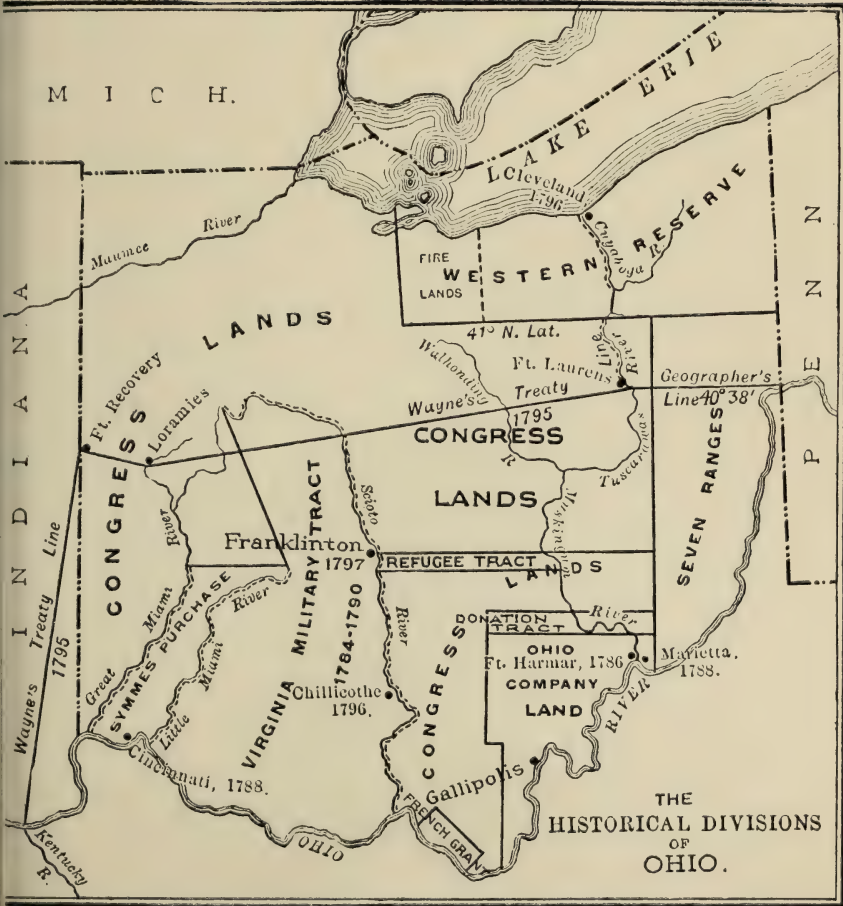 MICH.
LAKE ERIE
Cleveland
1796.
Cuyahoga R.
WESTERN RESERVE
FIRE
LANDS
PENN
Maumee River
INDIANA
LANDS
41° N. Lat.
Walhonding R
Ft. Laurens
Line
River
Geographer's
Line 40° 38'
Wayne's Treaty
1795
Ft. Recovery
Loramies
CONGRESS
LANDS
Tuscarawas
Muskingum
SEVEN RANGES
CONGRESS
Scioto
River
Franklinton
1797
REFUGEE TRACT
LANDS
Great Miami River
SYMMES PURCHASE
Little Miami River
VIRGINIA MILITARY TRACT
1784-1790
Wayne's Treaty Line
1795
DONATION
TRACT
River
OHIO
Ft. Harmar, 1786
COMPANY
LAND
Marietta.
1788.
Chillicothe
1796.
CONGRESS
Cincinnati, 1788.
Gallipolis
FRENCH GRANT
OHIO
RIVER
Kentucky
R.
THE
HISTORICAL DIVISIONS
OF
OHIO.